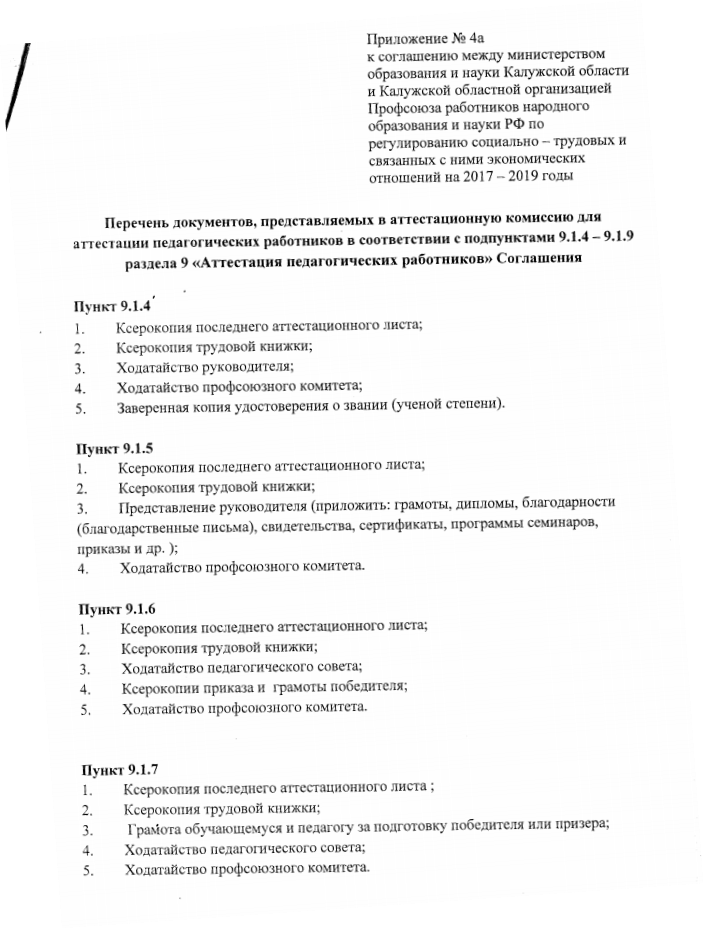 Приложение № 4а
к соглашению между министерством
образования и науки Калужской области
и Калужской областной организацией
Профсоюза работников народного
образования и науки РФ по
регулированию социально – трудовых и
связанных с ними экономических
отношений на 2017 – 2019 годы
Перечень документов, представляемых в аттестационную комиссию для
аттестации педагогических работников в соответствии с подпунктами 9.1.4 – 9.1.9
раздела 9 «Аттестация педагогических работников» Соглашения
Пункт 9.1.4
1. Ксерокопия последнего аттестационного листа;
2. Ксерокопия трудовой книжки;
3. Ходатайство руководителя;
4. Ходатайство профсоюзного комитета;
5. Заверенная копия удостоверения о звании (ученой степени).
Пункт 9.1.5
1. Ксерокопия последнего аттестационного листа;
2. Ксерокопия трудовой книжки;
3. Представление руководителя (приложить: грамоты, дипломы, благодарности
(благодарственные письма), свидетельства, сертификаты, программы семинаров,
приказы и др. );
4. Ходатайство профсоюзного комитета.
Пункт 9.1.6
1. Ксерокопия последнего аттестационного листа;
2. Ксерокопия трудовой книжки;
3. Ходатайство педагогического совета;
4. Ксерокопии приказа и грамоты победителя;
5. Ходатайство профсоюзного комитета.
Пункт 9.1.7
1. Ксерокопия последнего аттестационного листа ;
2. Ксерокопия трудовой книжки;
3. Грамота обучающемуся и педагогу за подготовку победителя или призера;
4. Ходатайство педагогического совета;
5. Ходатайство профсоюзного комитета.